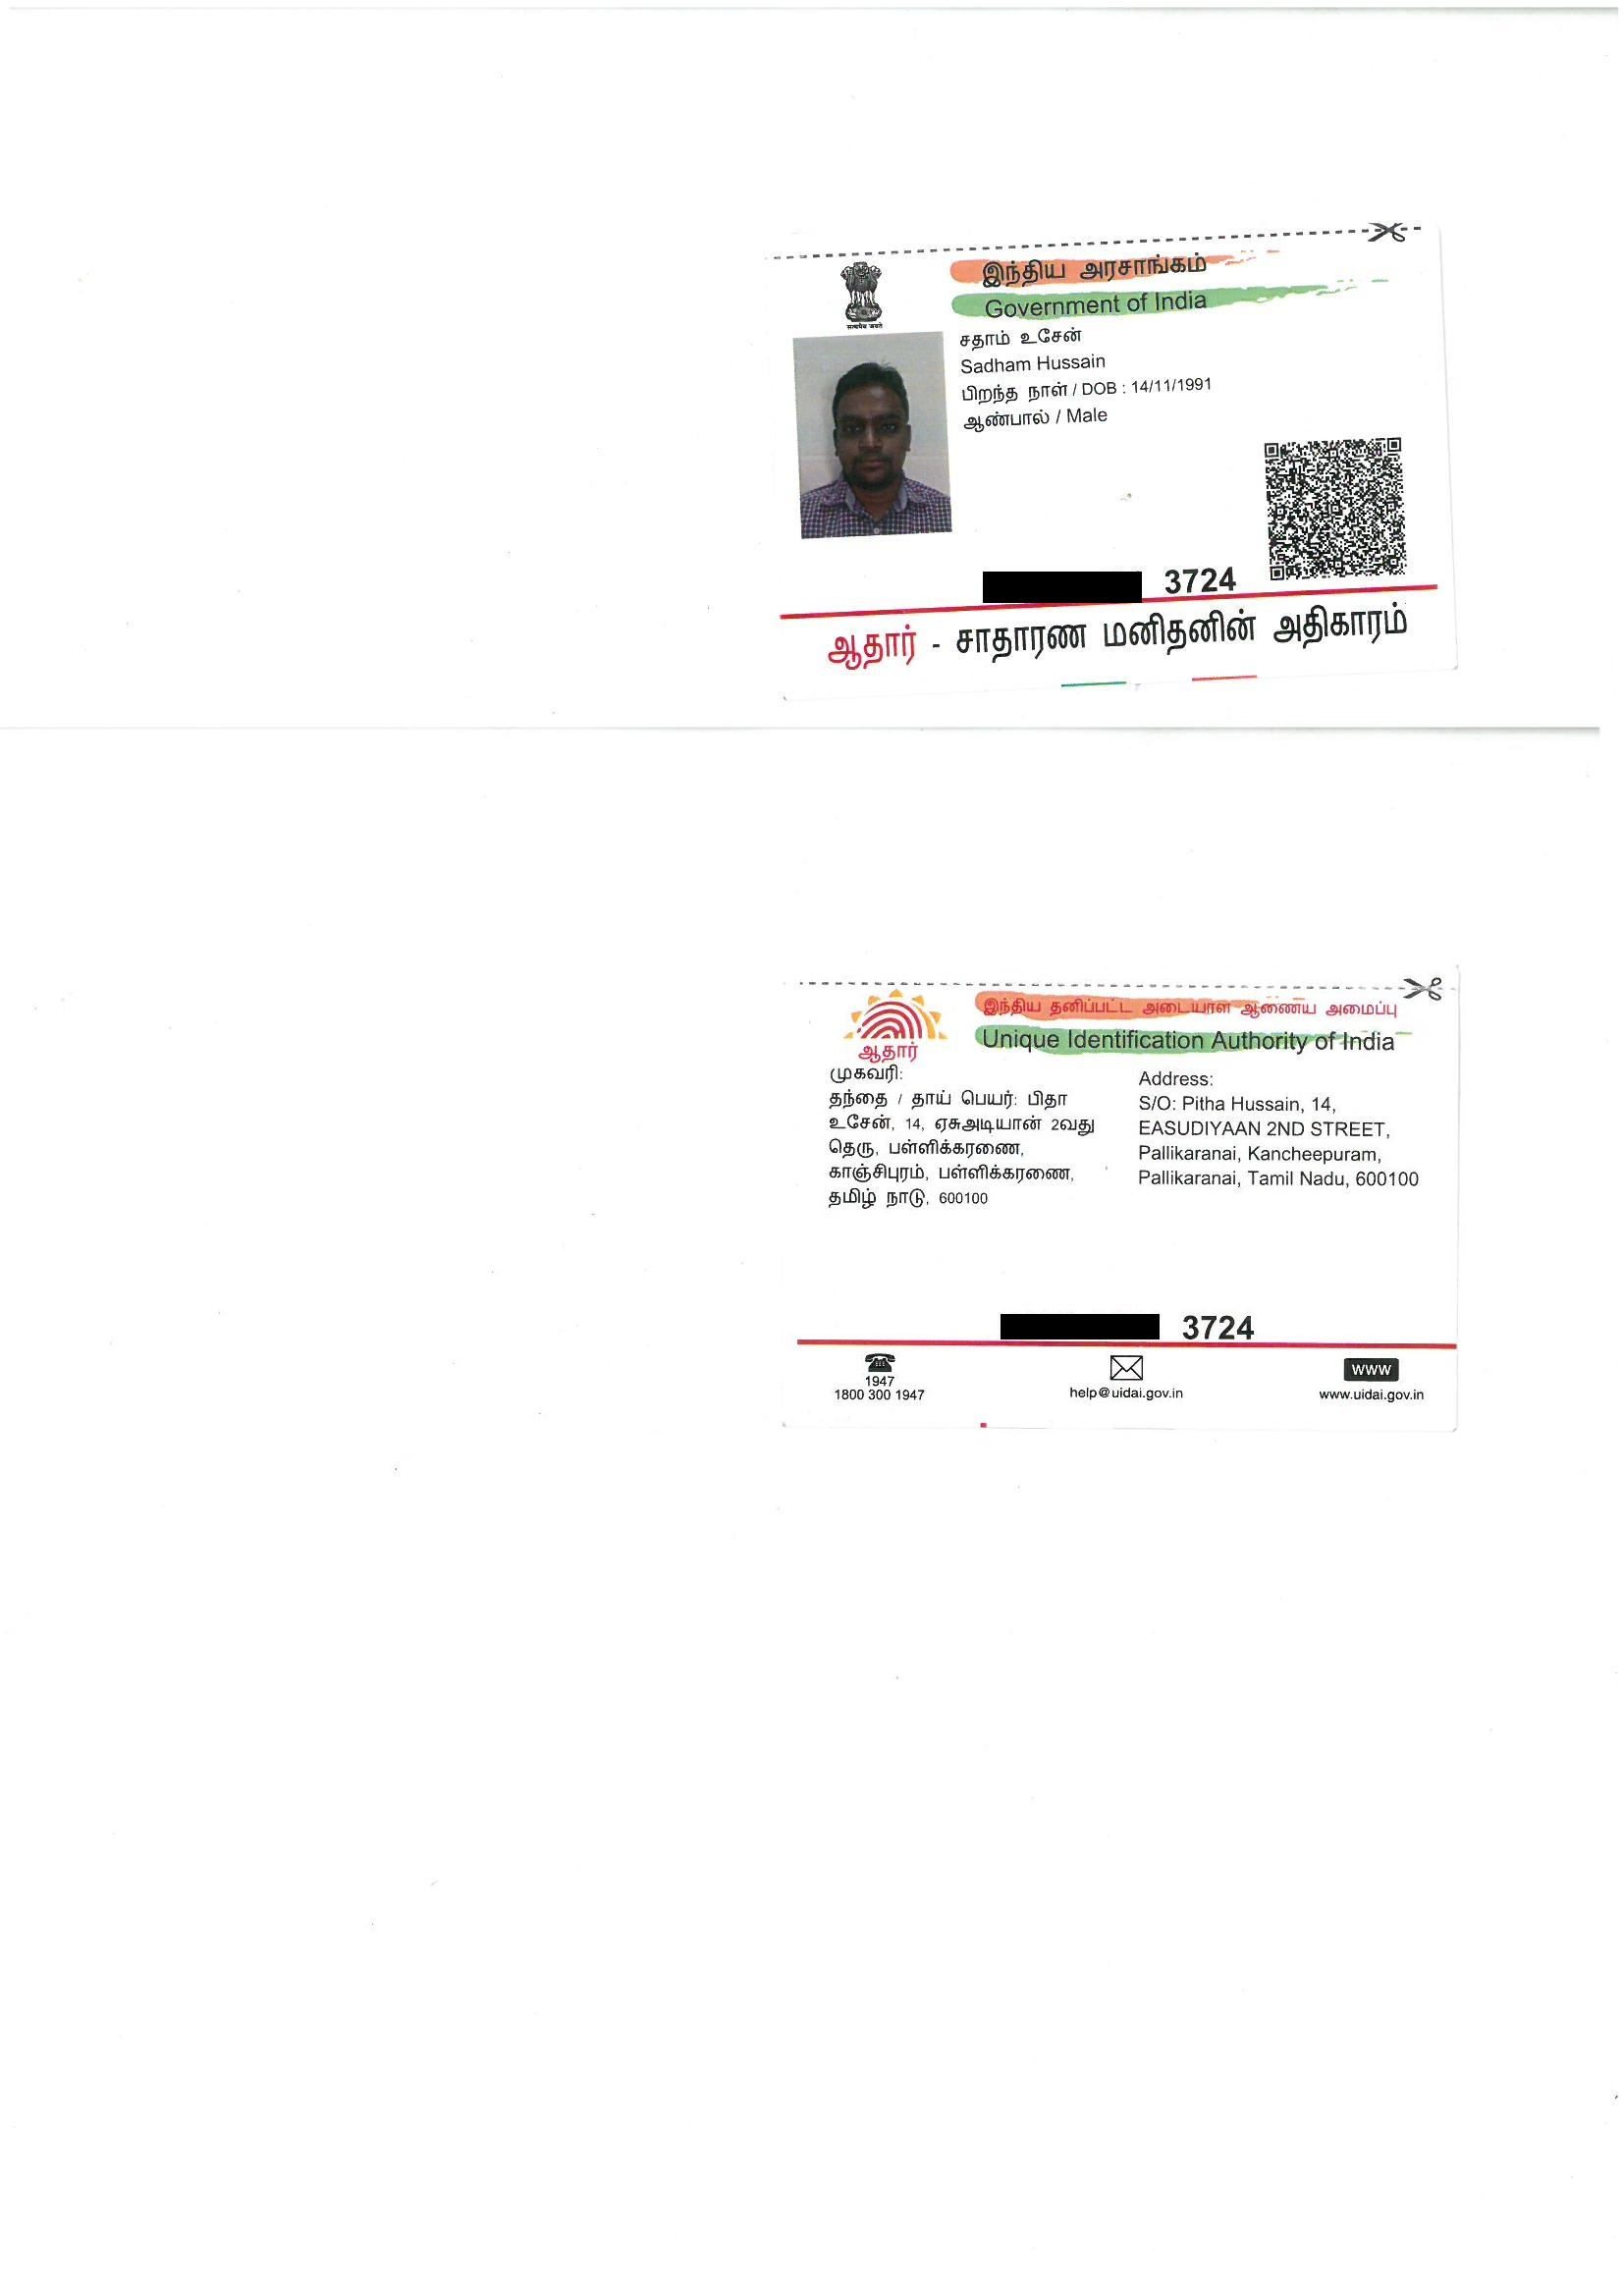 இந்திய அரசாங்கம்
Government of India
सत्यमेव जयते
சதாம் உசேன்
Sadham Hussain
பிறந்த நாள் / DOB : 14/11/1991
ஆண்பால் / Male
3724
ஆதார் - சாதாரண மனிதனின் அதிகாரம்
இந்திய தனிப்பட்ட அடையாள ஆணைய அமைப்பு
Unique Identification Authority of India
ஆதார்
முகவரி:
தந்தை / தாய் பெயர்: பிதா
உசேன், 14, ஏசுஅடியான் 2வது
தெரு, பள்ளிக்கரணை,
காஞ்சிபுரம், பள்ளிக்கரணை,
தமிழ் நாடு, 600100
Address:
S/O: Pitha Hussain, 14,
EASUDIYAAN 2ND STREET,
Pallikaranai, Kancheepuram,
Pallikaranai, Tamil Nadu, 600100
3724
1947
1800 300 1947
help@uidai.gov.in
www
www.uidai.gov.in